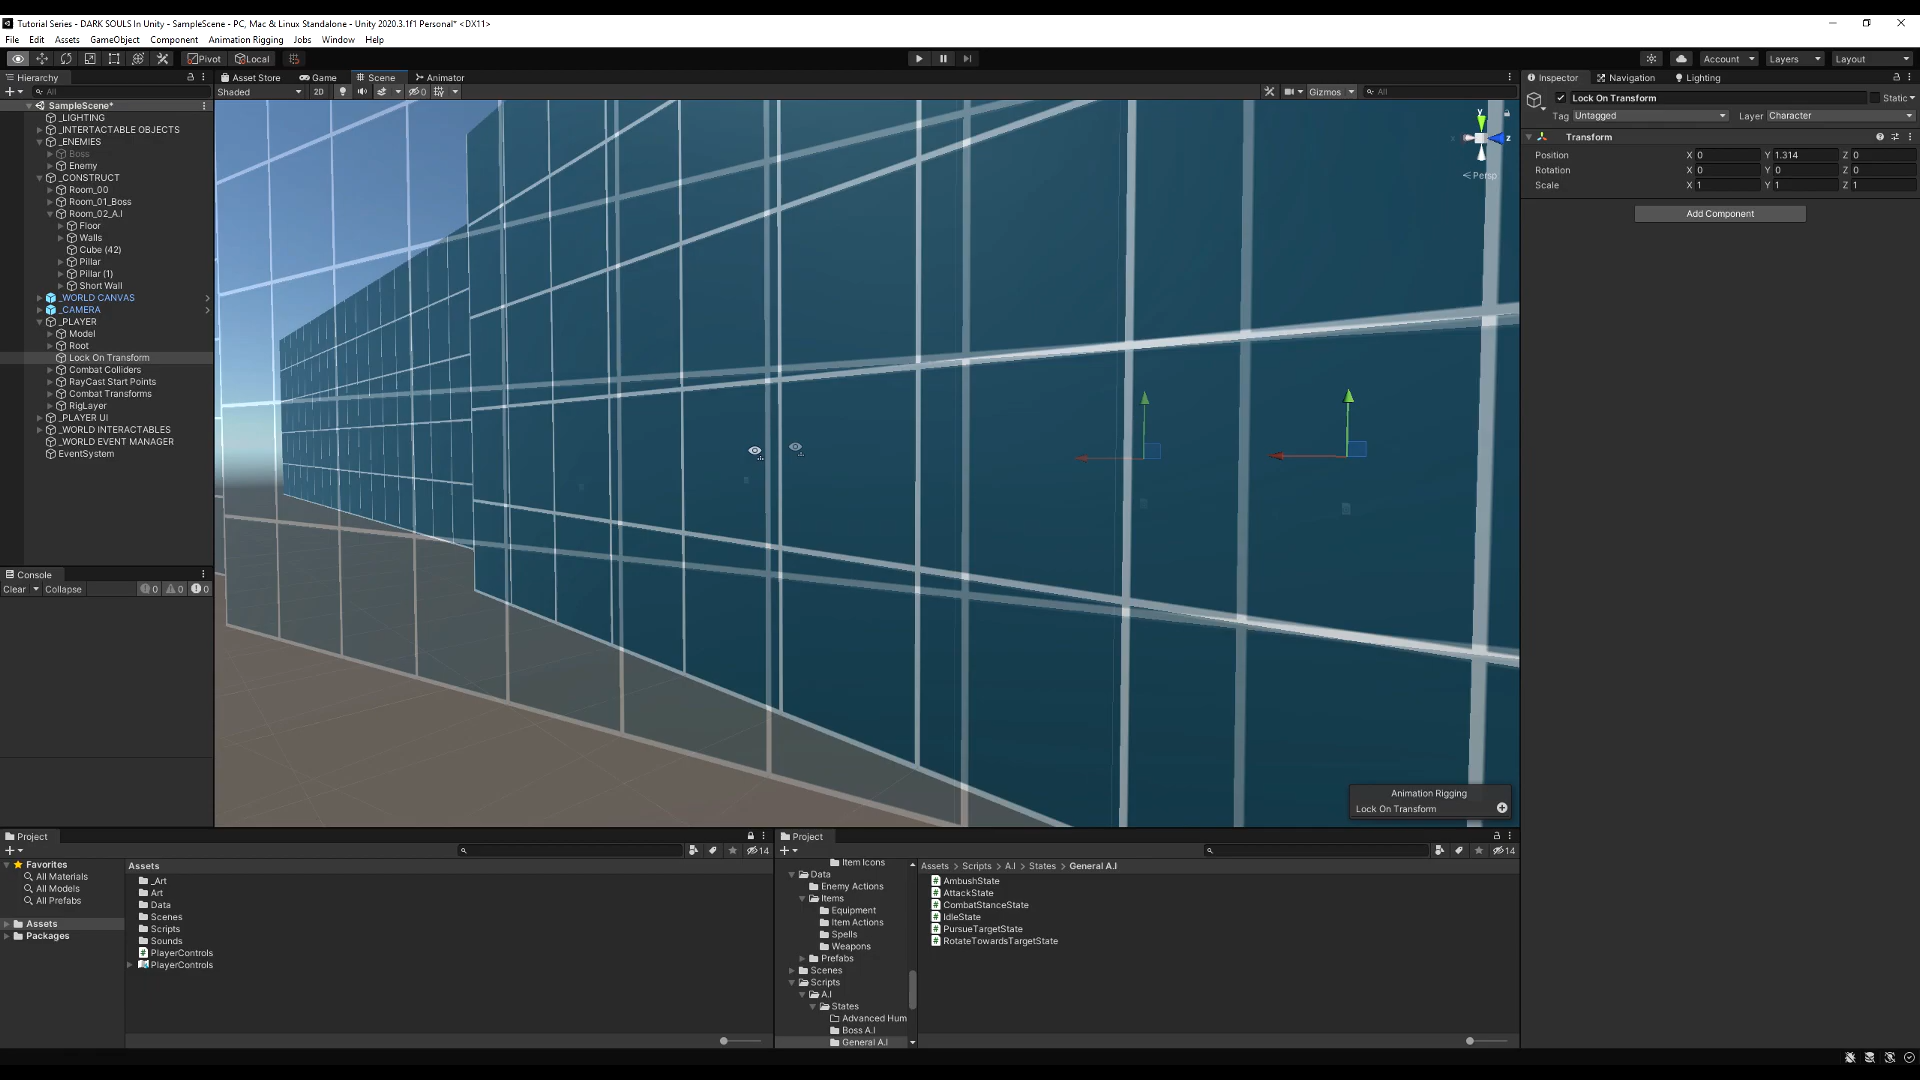 Tutorial Series - DARK SOULS In Unity - SampleScene - PC, Mac & Linux Standalone - Unity 2020.3.1f1 Personal* <DX11>
File Edit Assets GameObject Component Animation Rigging Jobs Window Help
Pivot Local Account Layers Layout
Hierarchy Asset Store Game Scene Animator Inspector Navigation Lighting
All Shaded 2D 0 Gizmos All
Lock On Transform Static
Tag Untagged Layer Character
Transform
Position X 0 Y 1.314 Z 0
Rotation X 0 Y 0 Z 0
Scale X 1 Y 1 Z 1
Add Component
SampleScene*
_LIGHTING
_INTERTACTABLE OBJECTS
_ENEMIES
Boss
Enemy
_CONSTRUCT
Room_00
Room_01_Boss
Room_02_A.I
Floor
Walls
Cube (42)
Pillar
Pillar (1)
Short Wall
_WORLD CANVAS
_CAMERA
_PLAYER
Model
Root
Lock On Transform
Combat Colliders
RayCast Start Points
Combat Transforms
RigLayer
_PLAYER UI
_WORLD INTERACTABLES
_WORLD EVENT MANAGER
EventSystem
y
z
x
< Persp
Console
Clear Collapse 0 0 0
Animation Rigging
Lock On Transform
Project
14
Favorites
All Materials
All Models
All Prefabs
Assets
Packages
Assets
_Art
Art
Data
Scenes
Scripts
Sounds
PlayerControls
PlayerControls
Project
14
Item Icons
Data
Enemy Actions
Items
Equipment
Item Actions
Spells
Weapons
Prefabs
Scenes
Scripts
A.I
States
Advanced Hum
Boss A.I
General A.I
Assets > Scripts > A.I > States > General A.I
AmbushState
AttackState
CombatStanceState
IdleState
PursueTargetState
RotateTowardsTargetState